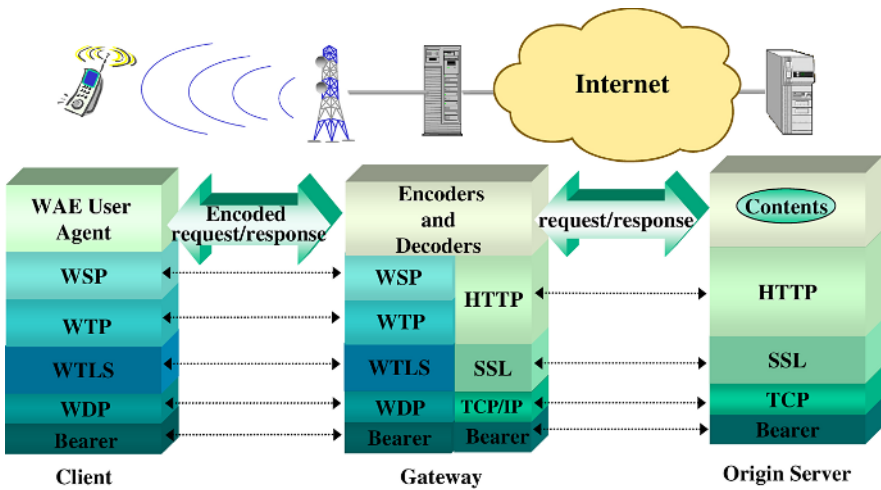 Internet
WAE User
Agent
Encoded
request/response
Encoders
and
Decoders
request/response
Contents
WSP
WSP
HTTP
HTTP
WTP
WTP
WTLS
WTLS
SSL
SSL
WDP
WDP
TCP/IP
TCP
Bearer
Bearer
Bearer
Bearer
Client
Gateway
Origin Server